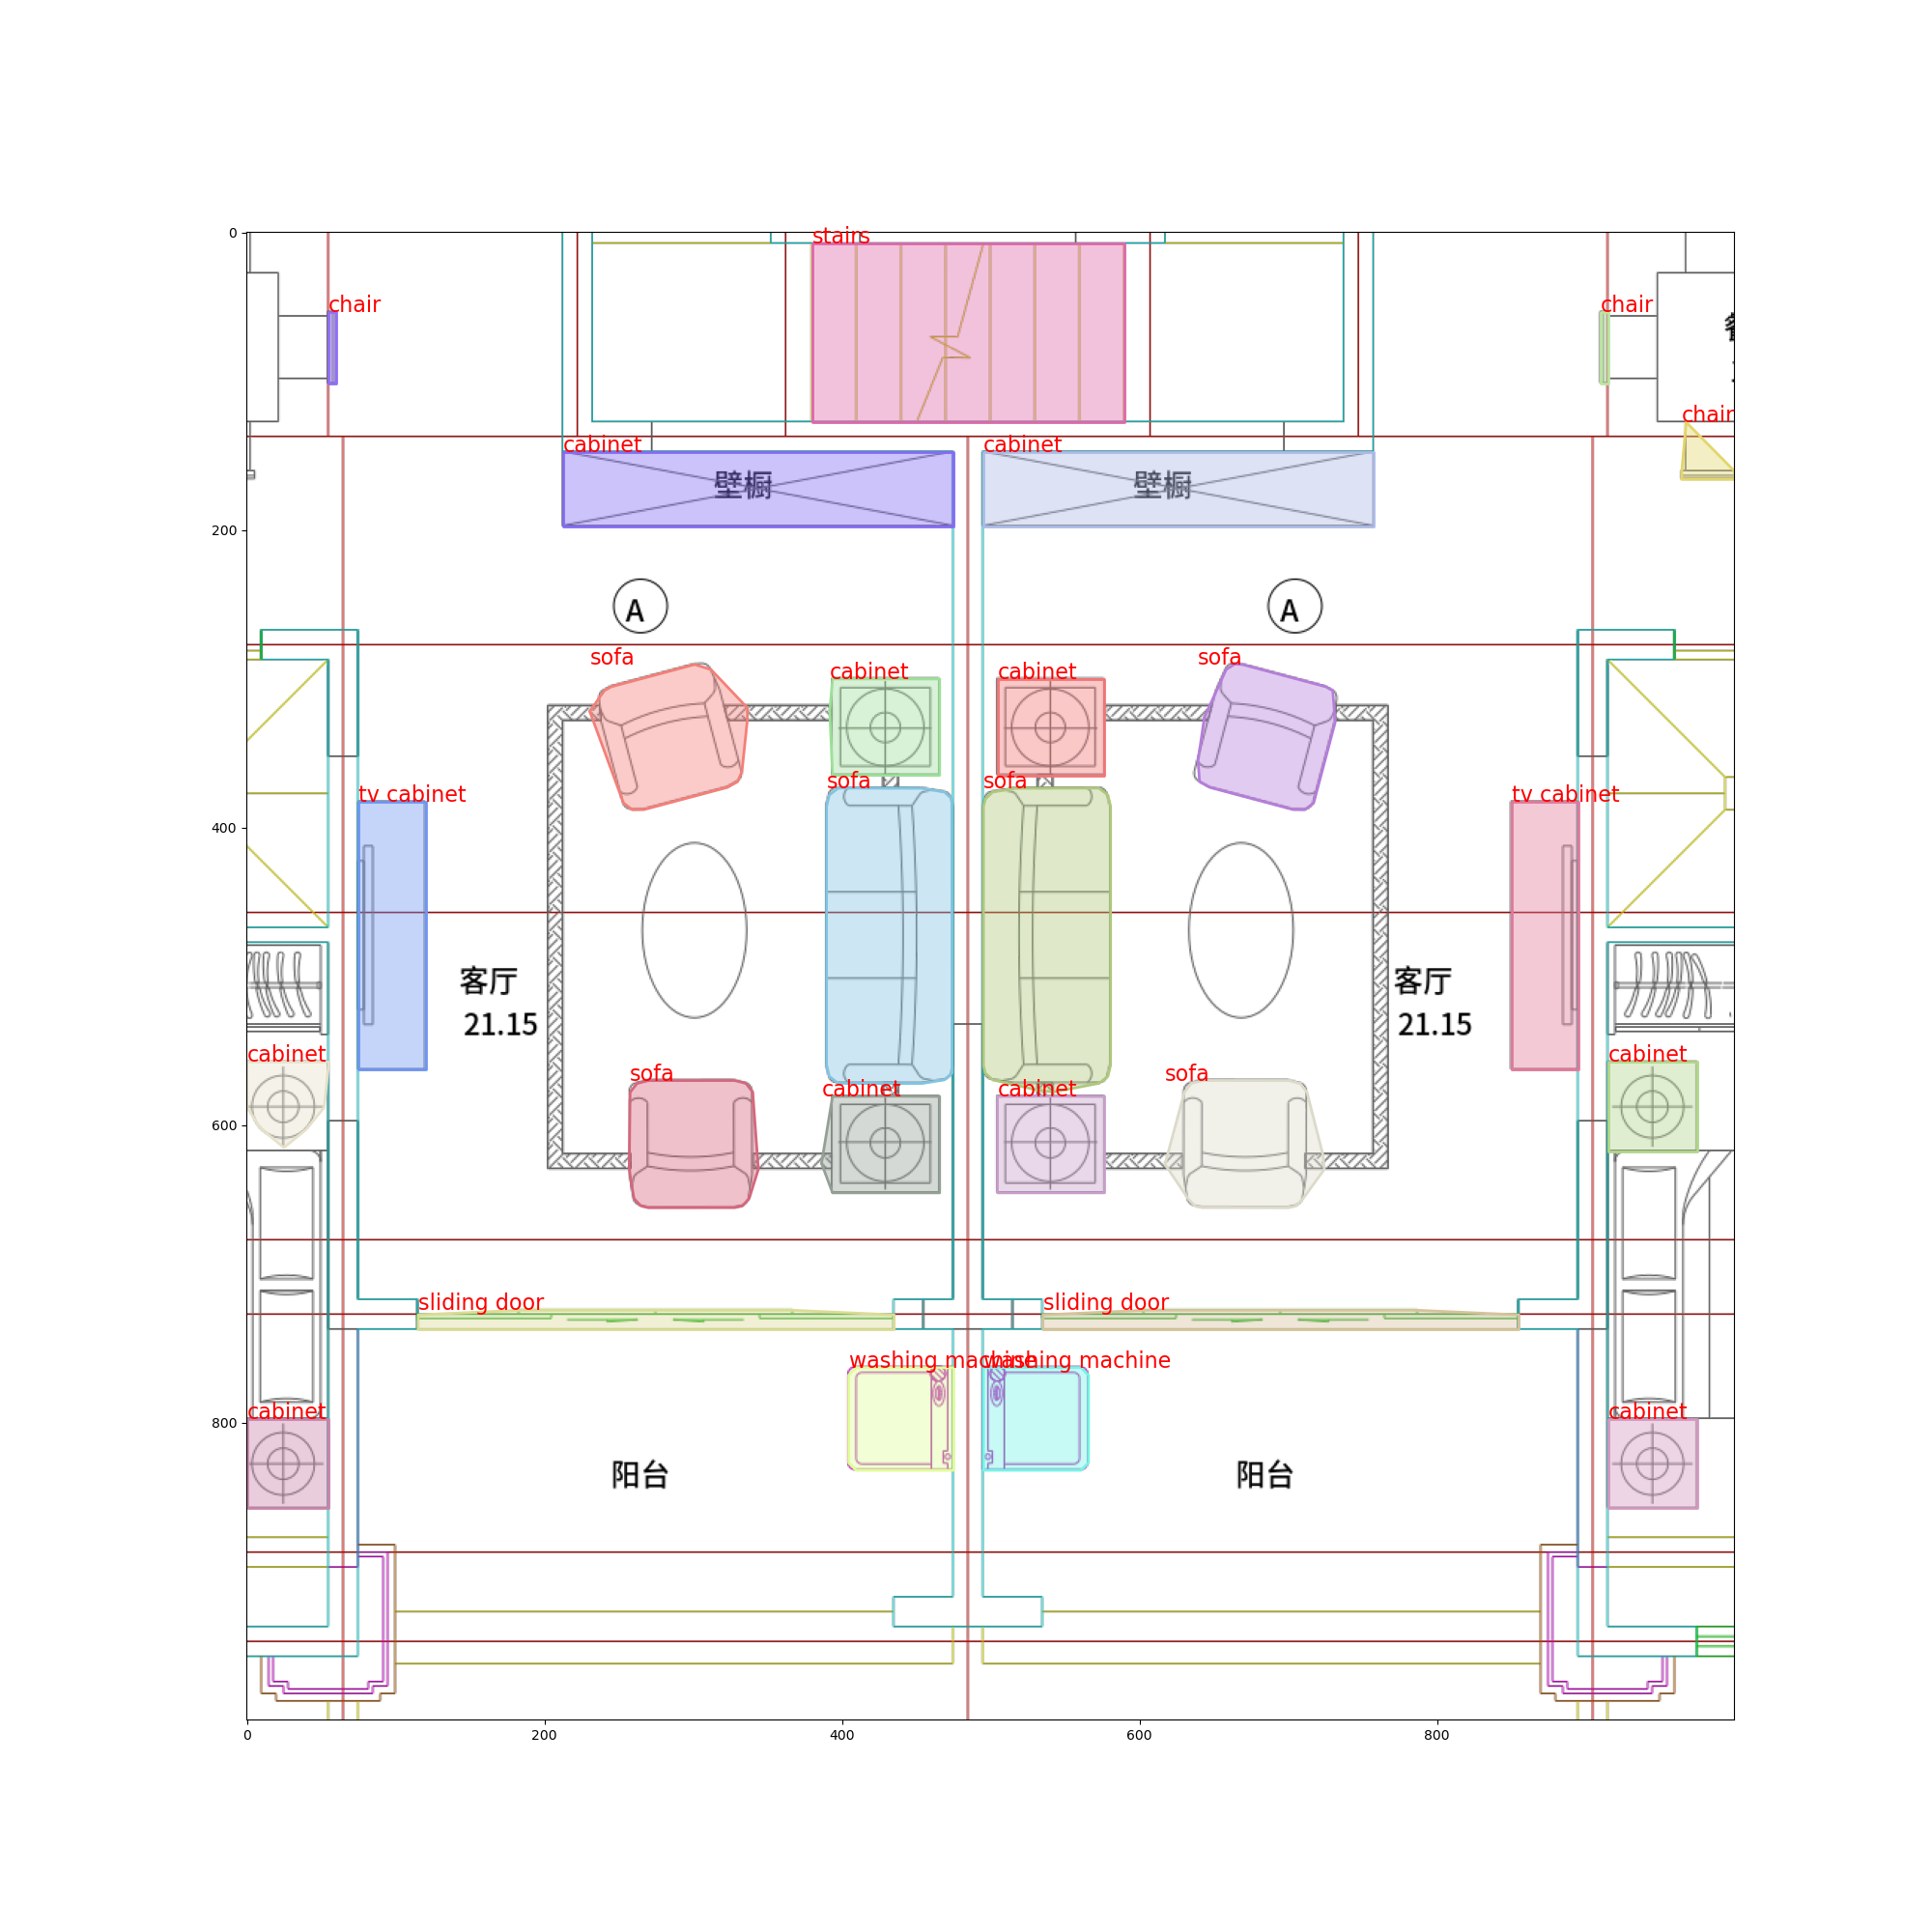 0
stairs
chair
chair
chair
cabinet
cabinet
壁橱
壁橱
200
A
A
sofa
sofa
cabinet
cabinet
sofa
sofa
tv cabinet
tv cabinet
400
客厅
21.15
客厅
21.15
cabinet
cabinet
sofa
sofa
cabinet
cabinet
600
sliding door
sliding door
washing machine
washing machine
cabinet
cabinet
800
阳台
阳台
0
200
400
600
800